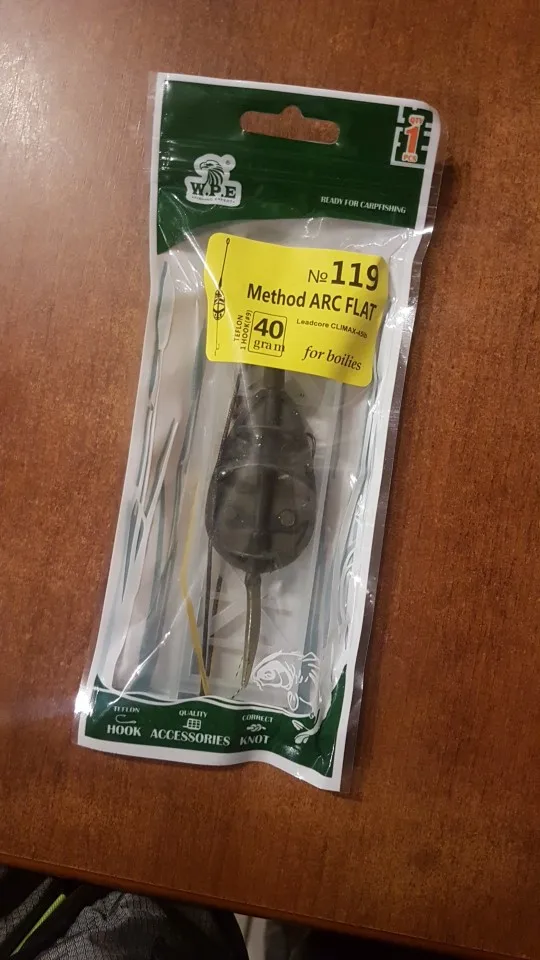 QTY
1
PCS
W.P.E
READY FOR CARPFISHING
№119
Method ARC FLAT
Leadcore CLIMAX-45lb
TEFLON
1 HOOK(#9)
40
gram
for boilies
TEFLON
HOOK
QUALITY
ACCESSORIES
CORRECT
KNOT